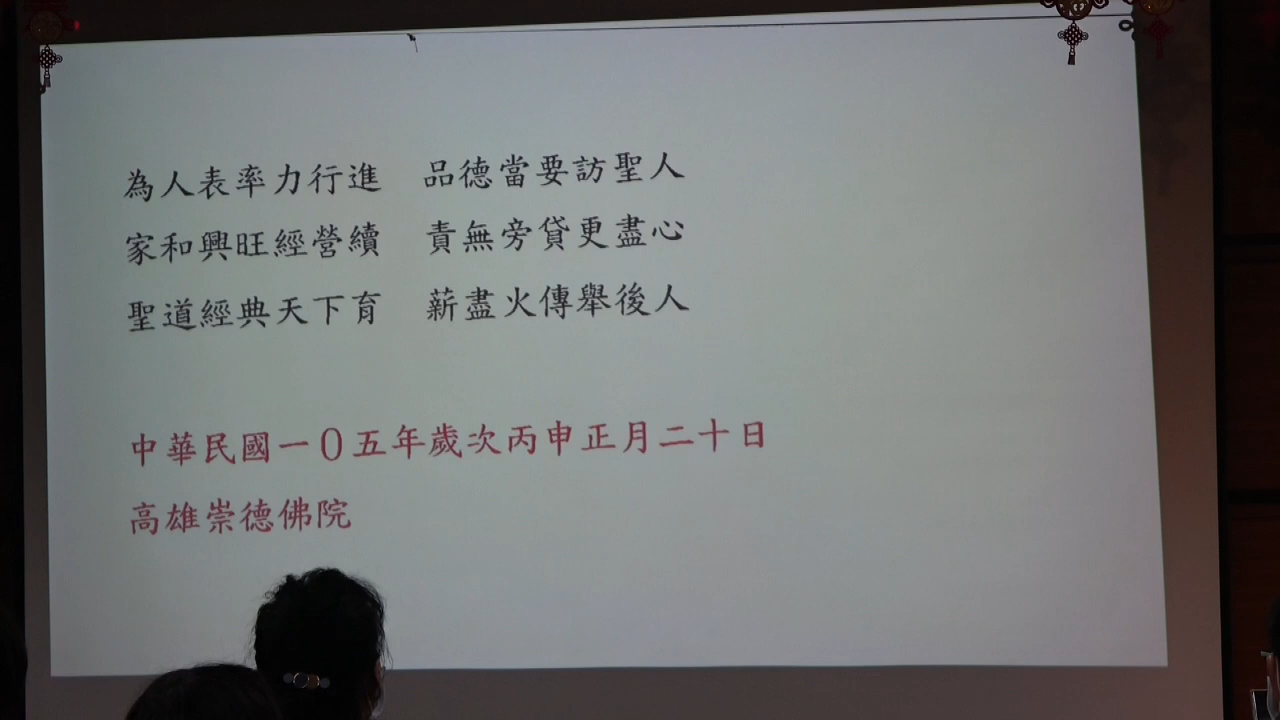 為人表率力行進　品德當要訪聖人
家和興旺經營續　責無旁貸更盡心
聖道經典天下育　薪盡火傳舉後人
中華民國一０五年歲次丙申正月二十日
高雄崇德佛院